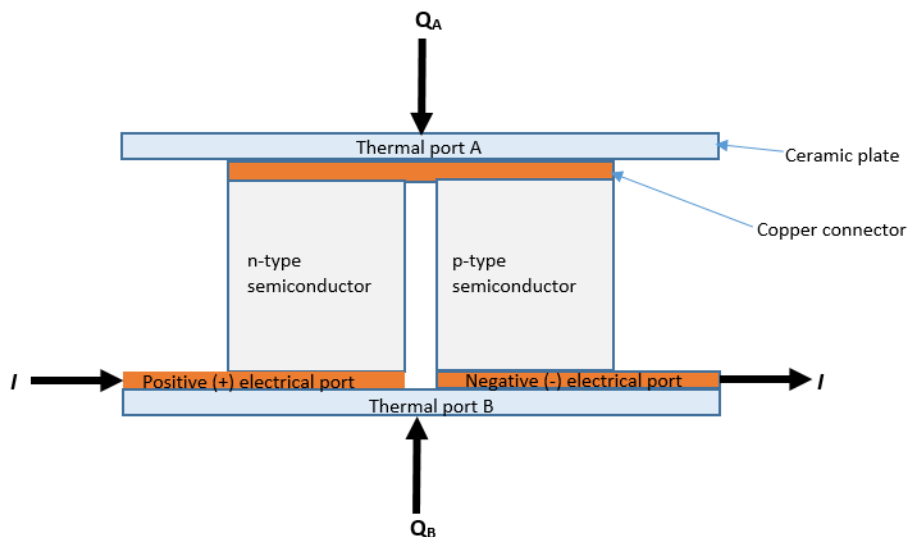 QA
Thermal port A
Ceramic plate
Copper connector
n-type
semiconductor
p-type
semiconductor
I
Positive (+) electrical port
Negative (-) electrical port
I
Thermal port B
QB